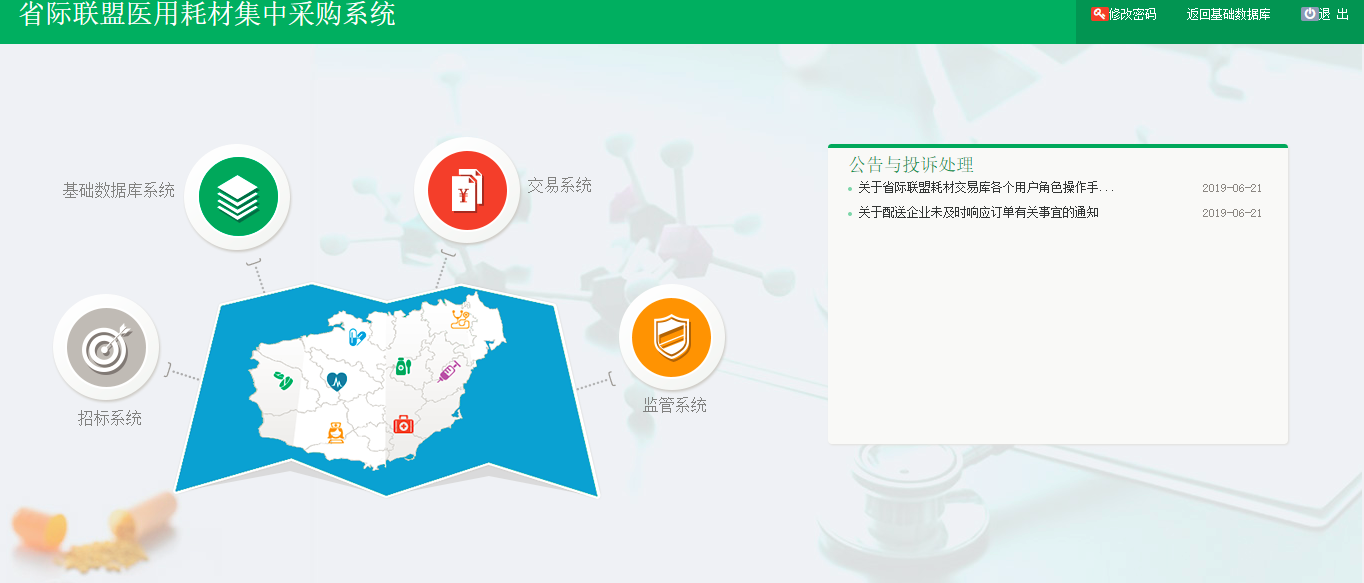 省际联盟医用耗材集中采购系统
修改密码 返回基础数据库 退 出
基础数据库系统
交易系统
招标系统
监管系统
公告与投诉处理
关于省际联盟耗材交易库各个用户角色操作手... 2019-06-21
关于配送企业未及时响应订单有关事宜的通知 2019-06-21